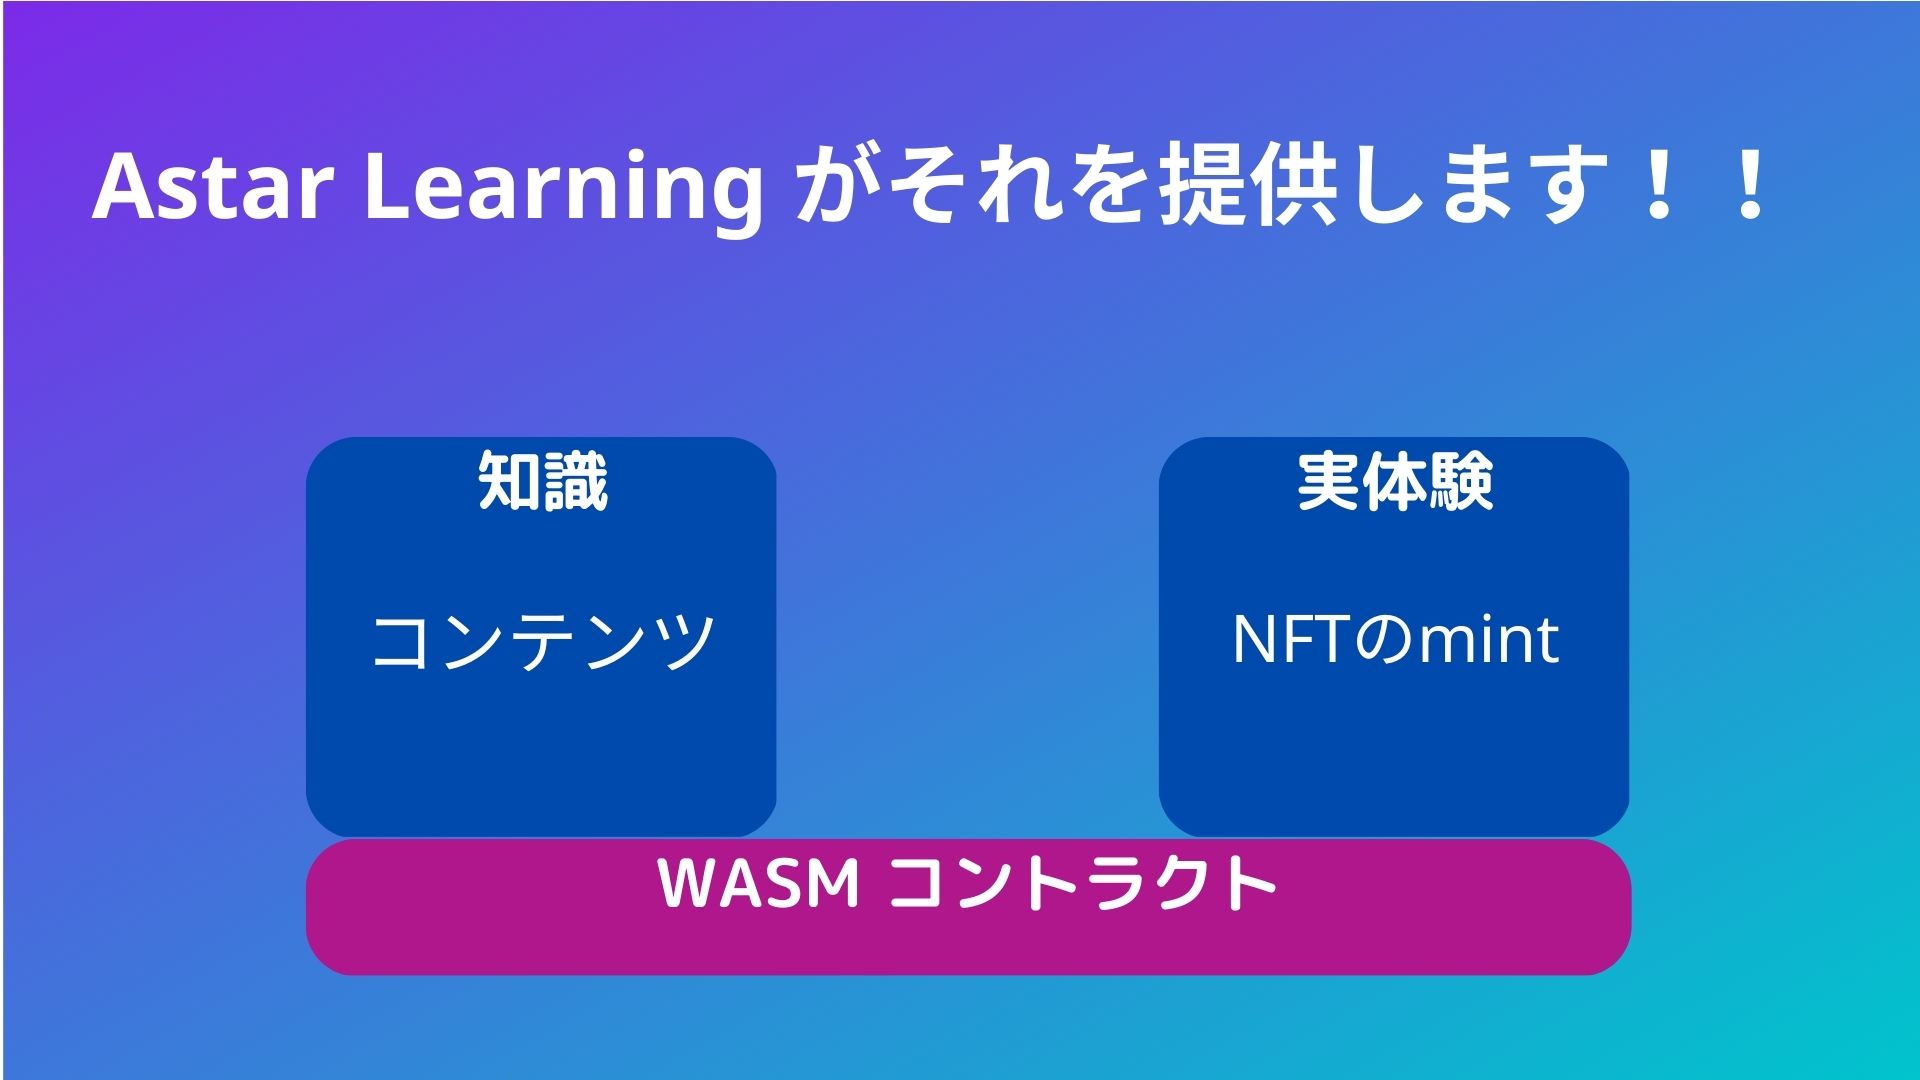 Astar Learning がそれを提供します！！
知識
コンテンツ
実体験
NFTのmint
WASM コントラクト